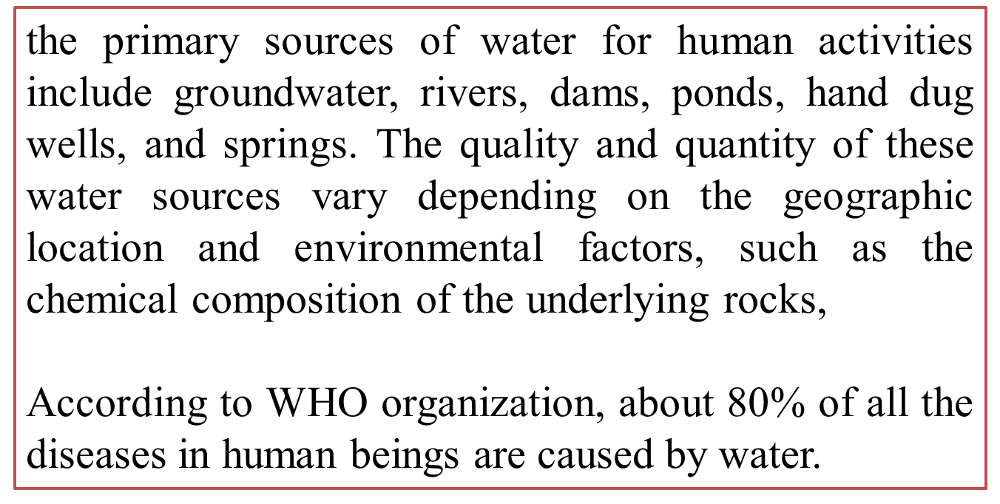 the primary sources of water for human activities
include groundwater, rivers, dams, ponds, hand dug
wells, and springs. The quality and quantity of these
water sources vary depending on the geographic
location and environmental factors, such as the
chemical composition of the underlying rocks,
According to WHO organization, about 80% of all the
diseases in human beings are caused by water.